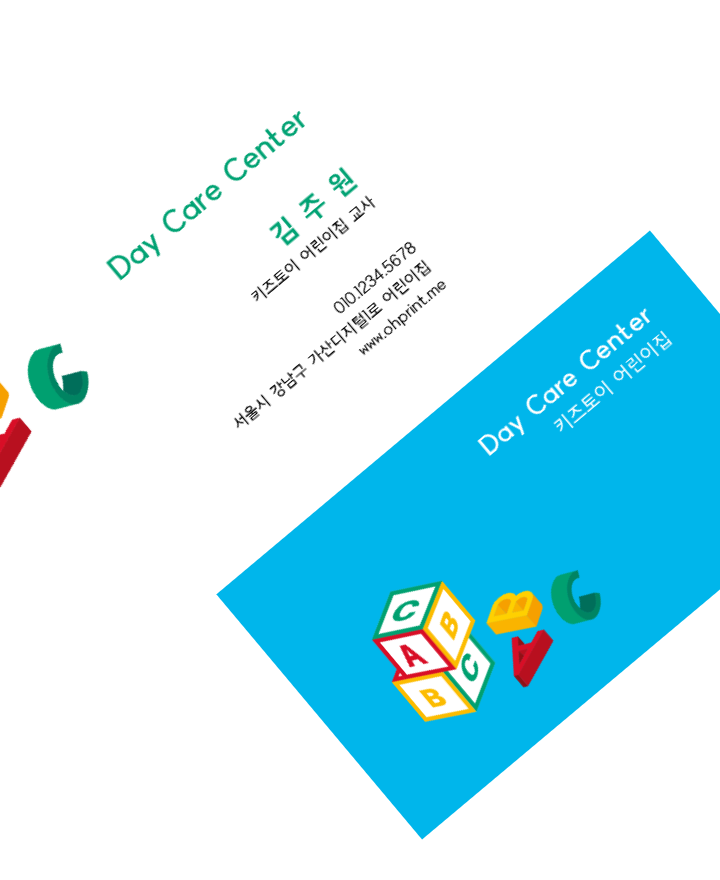 Day Care Center
김 주 원
키즈토이 어린이집 교사
010.1234.5678
서울시 강남구 가산디지털1로 어린이집
www.ohprint.me
C
A
Day Care Center
키즈토이 어린이집
C
B
A
C
B
B
C
A